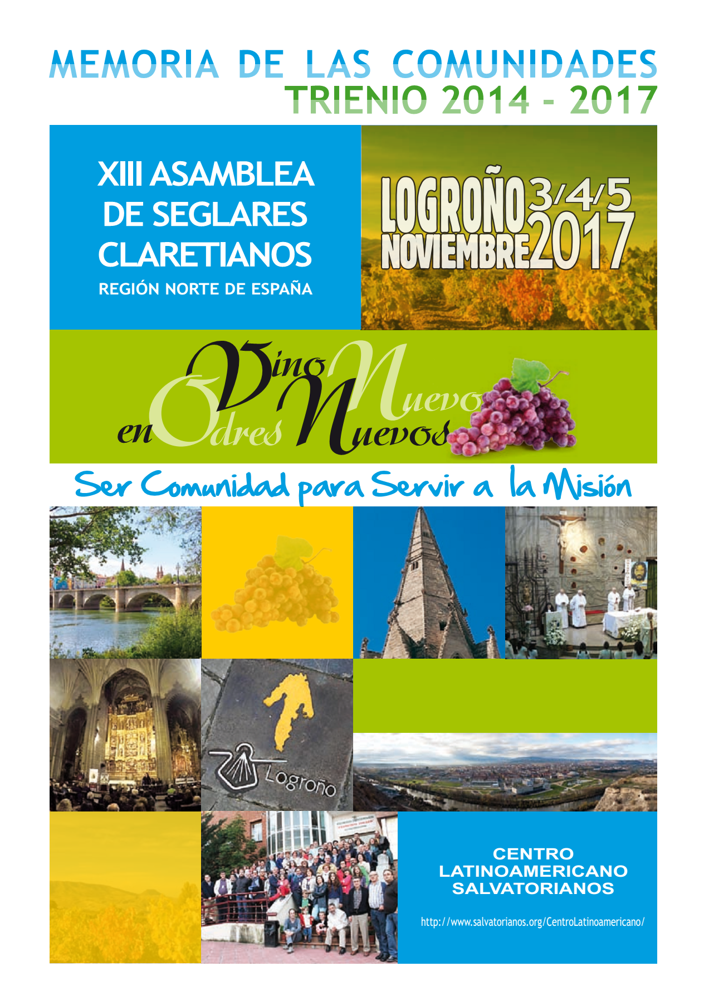 MEMORIA DE LAS COMUNIDADES
TRIENIO 2014 - 2017
XIII ASAMBLEA
DE SEGLARES
CLARETIANOS
REGIÓN NORTE DE ESPAÑA
LOGROÑO 3/4/5
NOVIEMBRE 2017
Vino Nuevo
en Odres Nuevos
Ser Comunidad para Servir a la Misión
Logroño
CENTRO
LATINOAMERICANO
SALVATORIANOS
http://www.salvatorianos.org/CentroLatinoamericano/